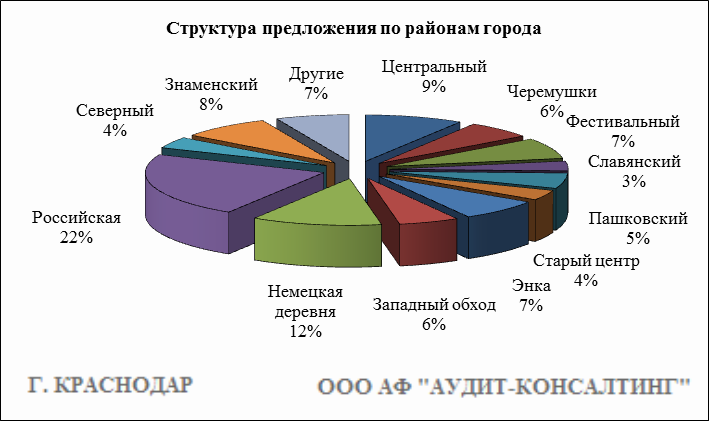 Структура предложения по районам города
Центральный
9%
Черемушки
6%
Фестивальный
7%
Славянский
3%
Пашковский
5%
Старый центр
4%
Энка
7%
Западный обход
6%
Немецкая
деревня
12%
Российская
22%
Северный
4%
Знаменский
8%
Другие
7%
Г. КРАСНОДАР
ООО АФ "АУДИТ-КОНСАЛТИНГ"